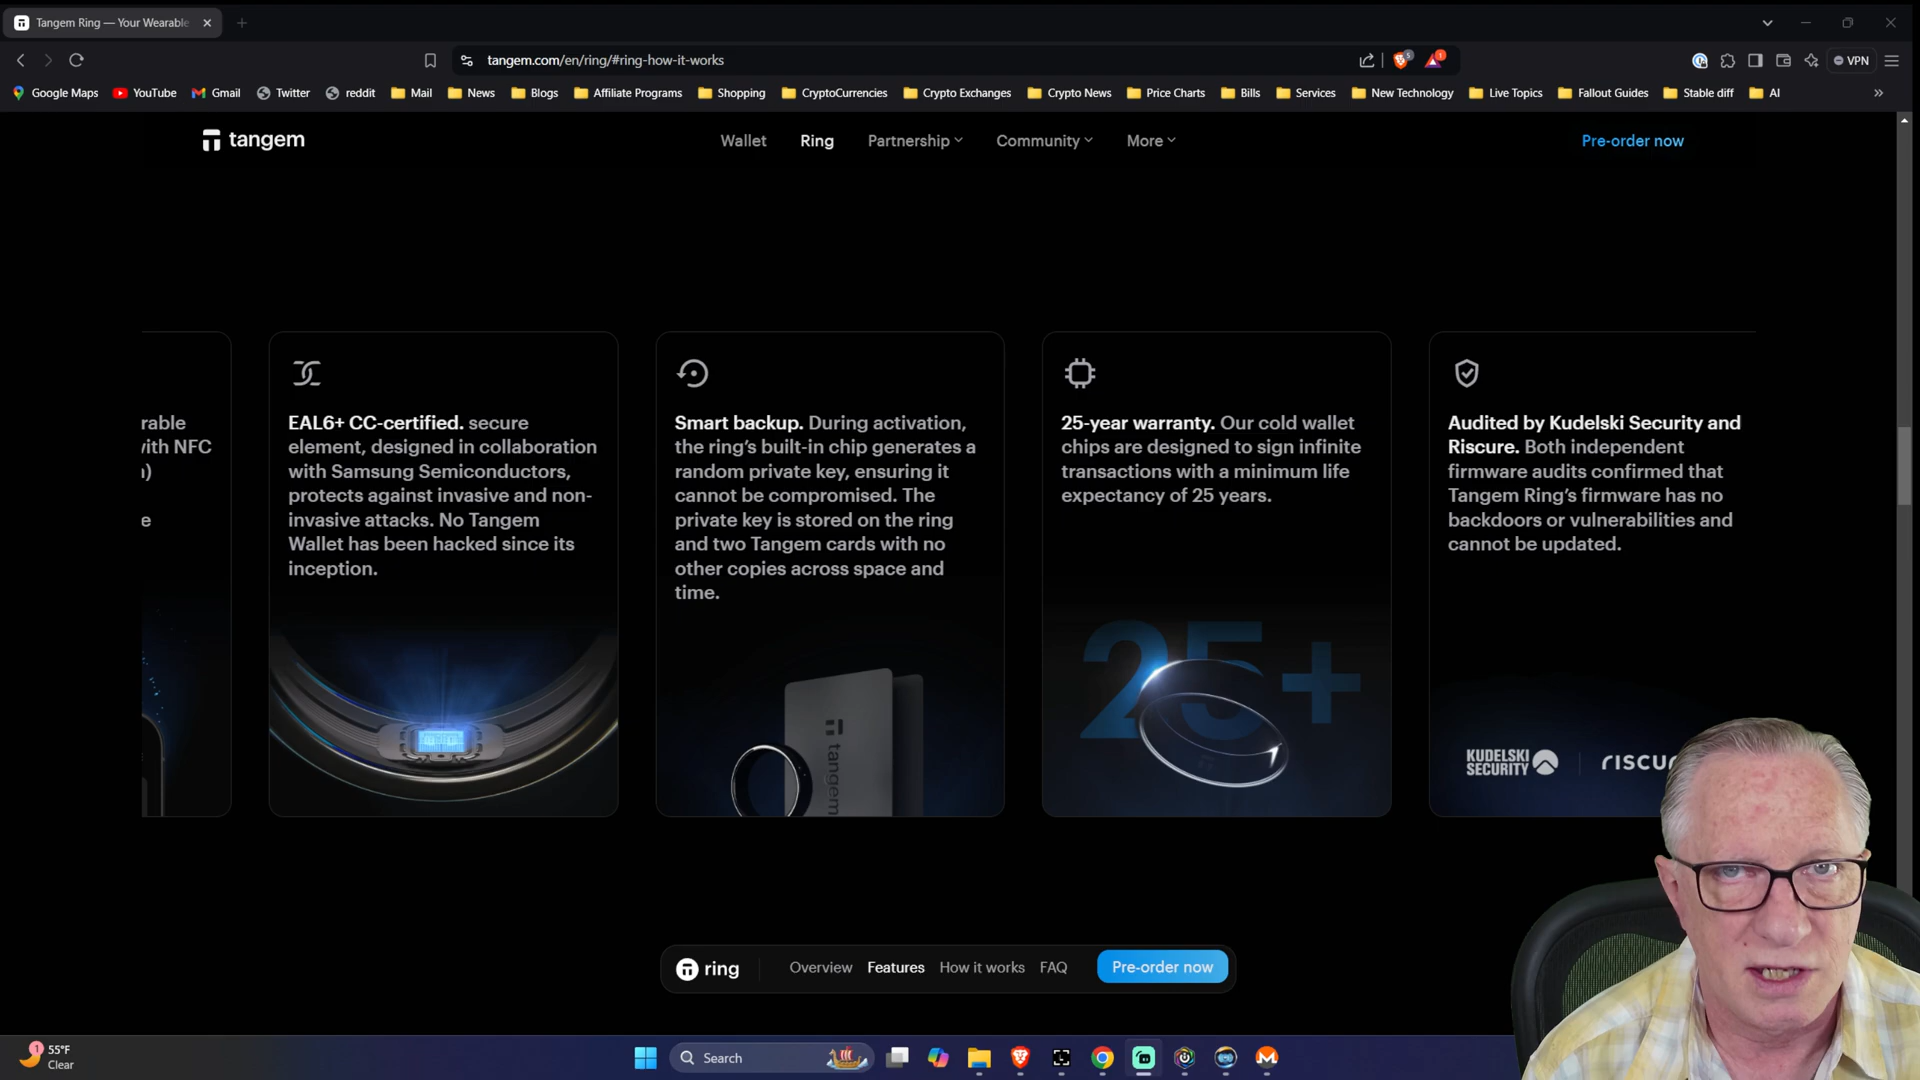 Tangem Ring — Your Wearable
tangem.com/en/ring/#ring-how-it-works
5
1
VPN
Google Maps
YouTube
Gmail
Twitter
reddit
Mail
News
Blogs
Affiliate Programs
Shopping
CryptoCurrencies
Crypto Exchanges
Crypto News
Price Charts
Bills
Services
New Technology
Live Topics
Fallout Guides
Stable diff
AI
tangem
Wallet
Ring
Partnership
Community
More
Pre-order now
rable
with NFC
)
e
EAL6+ CC-certified. secure
element, designed in collaboration
with Samsung Semiconductors,
protects against invasive and non-
invasive attacks. No Tangem
Wallet has been hacked since its
inception.
Smart backup. During activation,
the ring's built-in chip generates a
random private key, ensuring it
cannot be compromised. The
private key is stored on the ring
and two Tangem cards with no
other copies across space and
time.
tangem
25-year warranty. Our cold wallet
chips are designed to sign infinite
transactions with a minimum life
expectancy of 25 years.
25+
Audited by Kudelski Security and
Riscure. Both independent
firmware audits confirmed that
Tangem Ring's firmware has no
backdoors or vulnerabilities and
cannot be updated.
KUDELSKI
SECURITY
riscu
ring
Overview
Features
How it works
FAQ
Pre-order now
1
55°F
Clear
Search